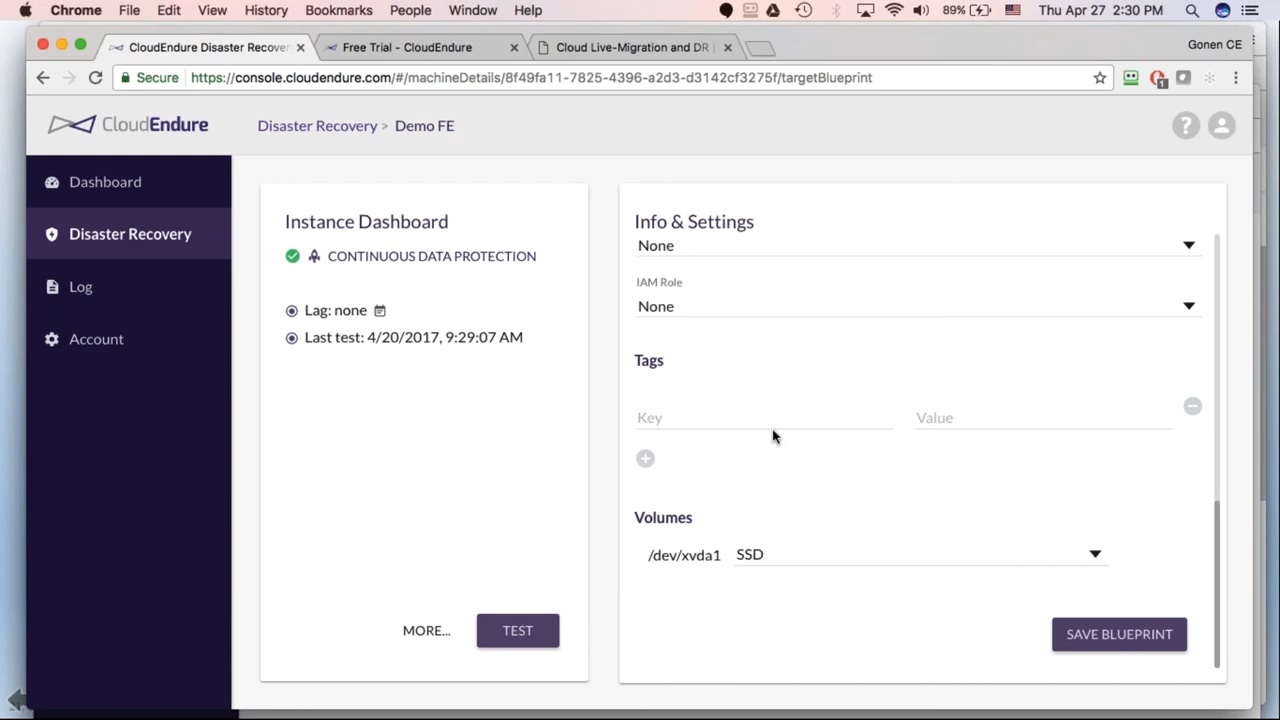 Chrome File Edit View History Bookmarks People Window Help 89% Thu Apr 27 2:30 PM
CloudEndure Disaster Recover Free Trial - CloudEndure Cloud Live-Migration and DR Gonen CE
Secure https://console.cloudendure.com/#/machineDetails/8f49fa11-7825-4396-a2d3-d3142cf3275f/targetBlueprint 1
CloudEndure Disaster Recovery > Demo FE ?
Dashboard
Disaster Recovery
Log
Account
Instance Dashboard
CONTINUOUS DATA PROTECTION
Lag: none
Last test: 4/20/2017, 9:29:07 AM
MORE... TEST
Info & Settings
None
IAM Role
None
Tags
Key Value
Volumes
/dev/xvda1 SSD
SAVE BLUEPRINT